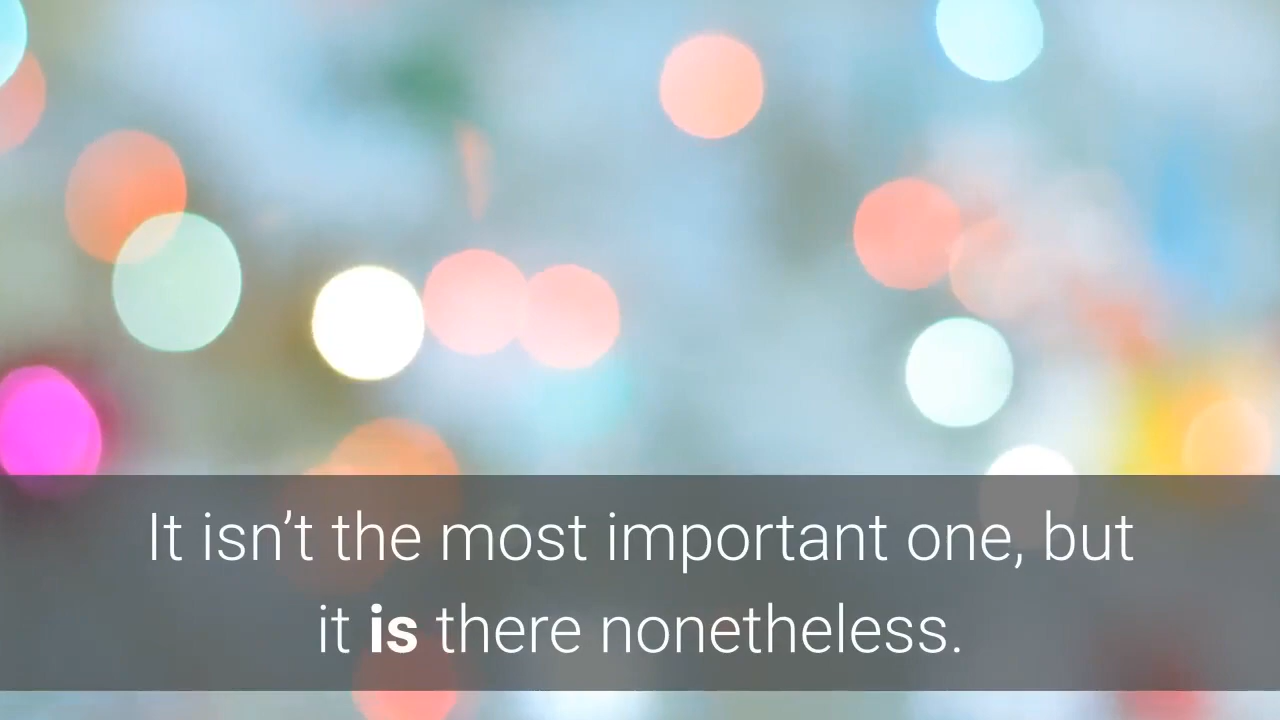 It isn’t the most important one, but
it is there nonetheless.